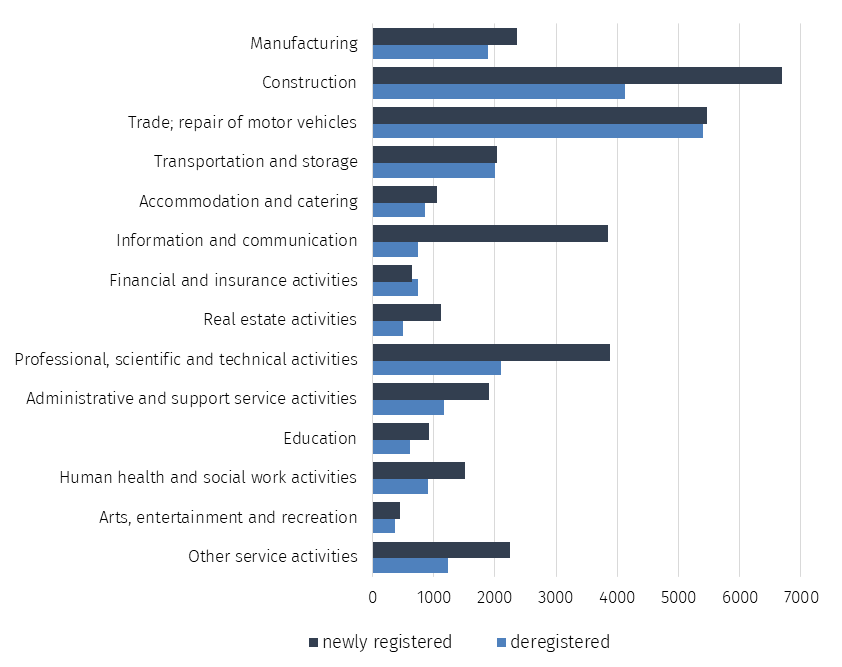 Manufacturing
Construction
Trade; repair of motor vehicles
Transportation and storage
Accommodation and catering
Information and communication
Financial and insurance activities
Real estate activities
Professional, scientific and technical activities
Administrative and support service activities
Education
Human health and social work activities
Arts, entertainment and recreation
Other service activities
0 1000 2000 3000 4000 5000 6000 7000
newly registered deregistered